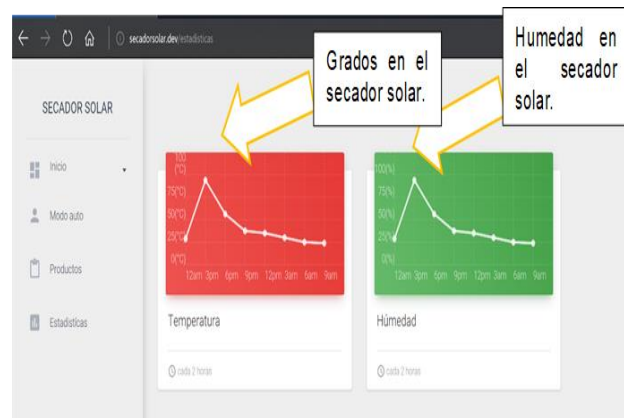 secadorsolar.dev/estadisticas
Grados en el
secador solar.
Humedad en
el secador
solar.
SECADOR SOLAR
Inicio
Modo auto
Productos
Estadisticas
100
(°C)
75(°C)
50(°C)
25(°C)
0(°C)
12am 3pm 6pm 9pm 12pm 3am 6am 9am
Temperatura
cada 2 horas
100(%)
75(%)
50(%)
25(%)
0(%)
12am 3pm 6pm 9pm 12pm 3am 6am 9am
Húmedad
cada 2 horas